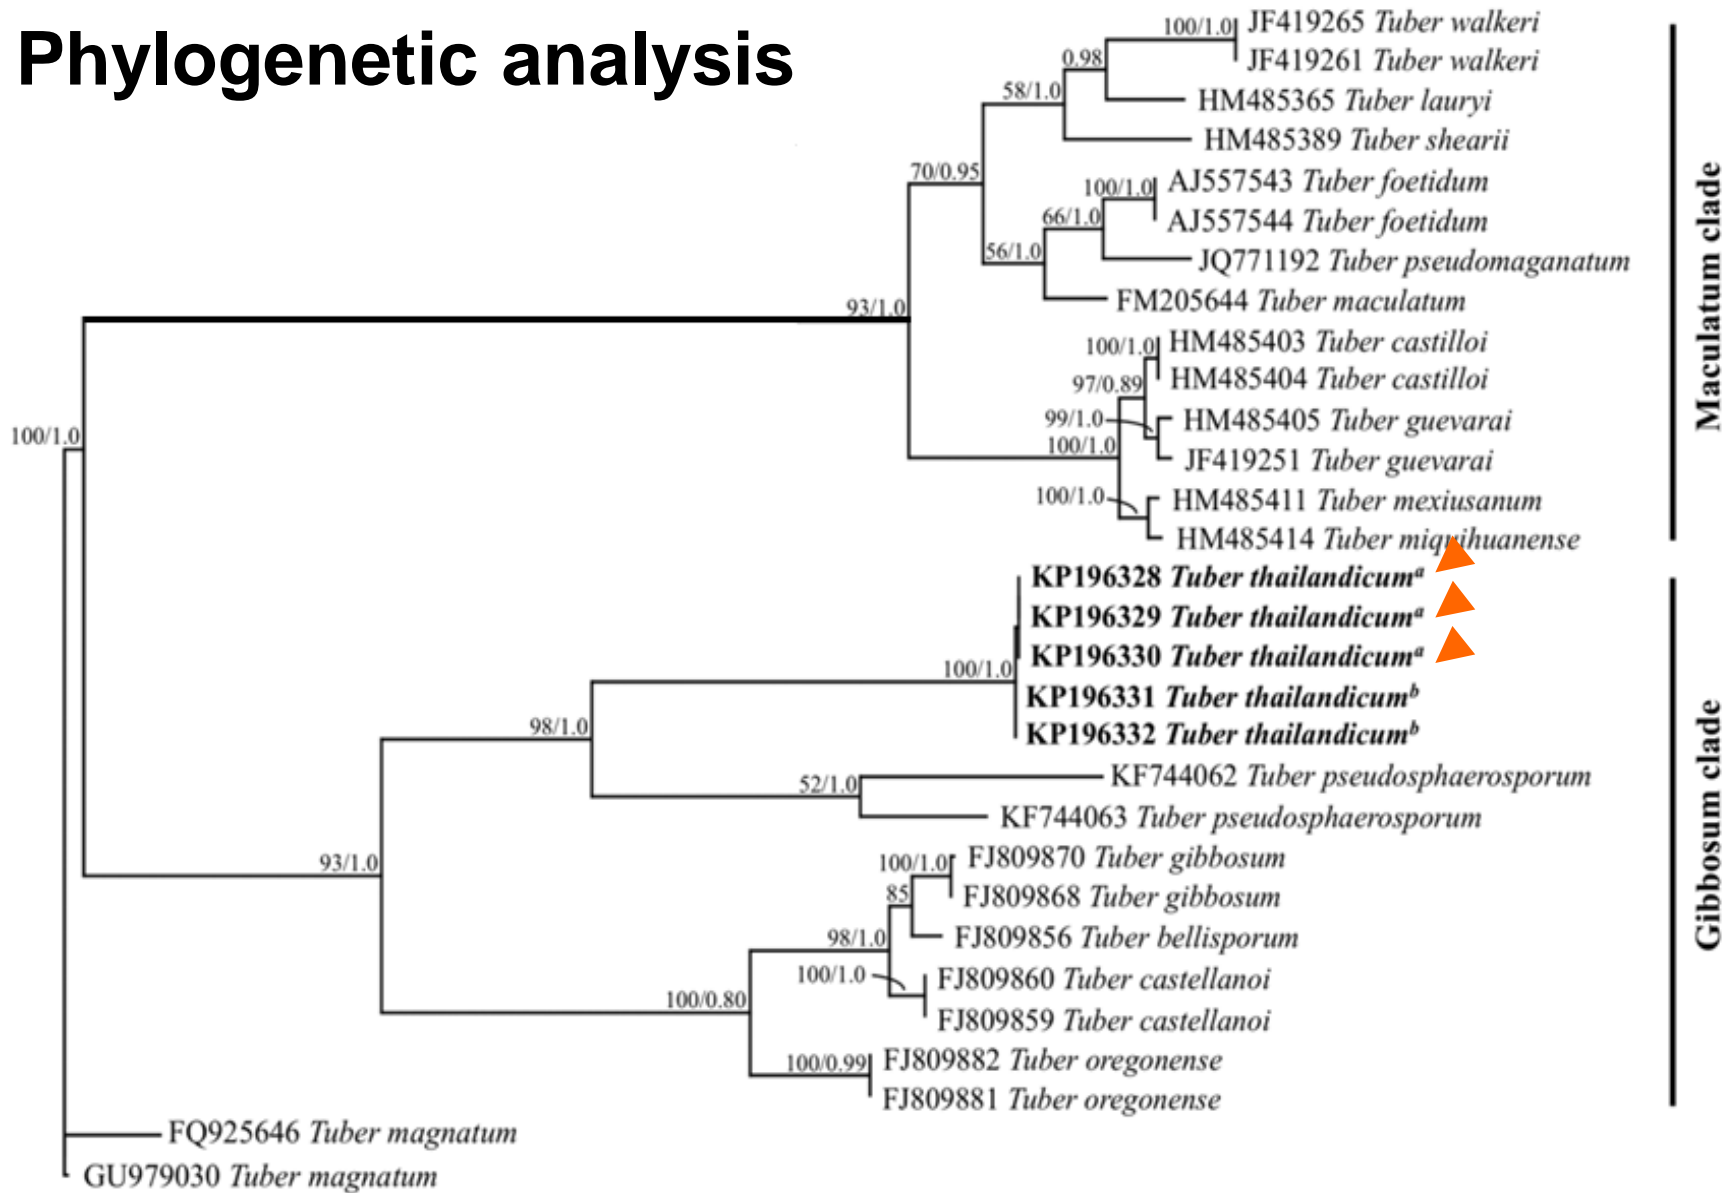 Phylogenetic analysis
100/1.0
JF419265 Tuber walkeri
JF419261 Tuber walkeri
0.98
58/1.0
HM485365 Tuber lauryi
HM485389 Tuber shearii
70/0.95
100/1.0
AJ557543 Tuber foetidum
AJ557544 Tuber foetidum
66/1.0
56/1.0
JQ771192 Tuber pseudomaganatum
FM205644 Tuber maculatum
93/1.0
100/1.0
HM485403 Tuber castilloi
HM485404 Tuber castilloi
97/0.89
99/1.0
HM485405 Tuber guevarai
100/1.0
JF419251 Tuber guevarai
100/1.0
HM485411 Tuber mexiusanum
HM485414 Tuber miquihuanense
Maculatum clade
100/1.0
KP196328 Tuber thailandicumᵃ
KP196329 Tuber thailandicumᵃ
KP196330 Tuber thailandicumᵃ
100/1.0
KP196331 Tuber thailandicumᵇ
KP196332 Tuber thailandicumᵇ
98/1.0
52/1.0
KF744062 Tuber pseudosphaerosporum
KF744063 Tuber pseudosphaerosporum
93/1.0
100/1.0
FJ809870 Tuber gibbosum
FJ809868 Tuber gibbosum
85
FJ809856 Tuber bellisporum
98/1.0
100/1.0
FJ809860 Tuber castellanoi
FJ809859 Tuber castellanoi
100/0.80
100/0.99
FJ809882 Tuber oregonense
FJ809881 Tuber oregonense
Gibbosum clade
FQ925646 Tuber magnatum
GU979030 Tuber magnatum